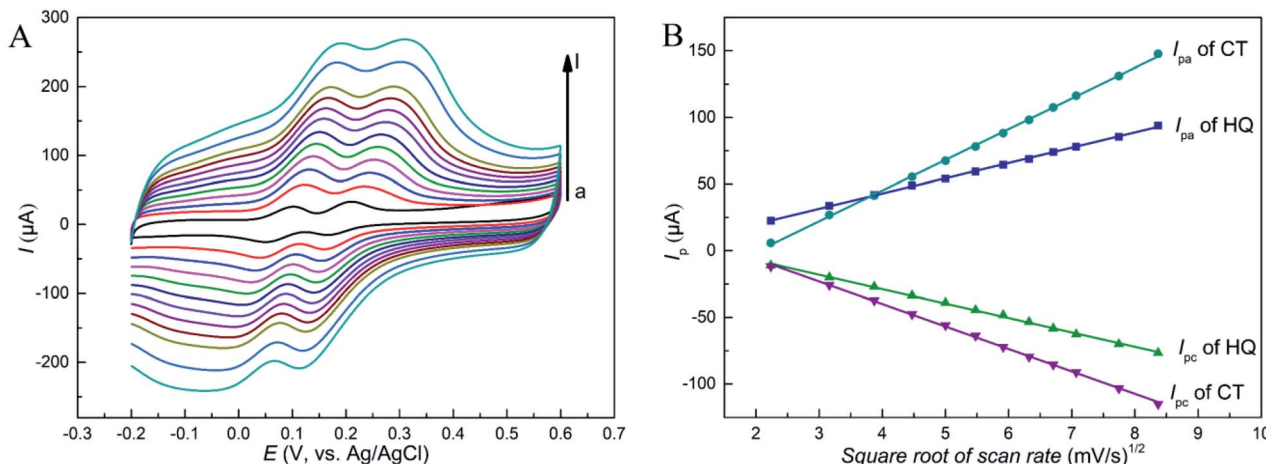 A
300
200
100
0
-100
-200
I (μA)
l
a
-0.3 -0.2 -0.1 0.0 0.1 0.2 0.3 0.4 0.5 0.6 0.7
E (V, vs. Ag/AgCl)
B
150
100
50
0
-50
-100
Ip (μA)
Ipa of CT
Ipa of HQ
Ipc of HQ
Ipc of CT
2 3 4 5 6 7 8 9 10
Square root of scan rate (mV/s)1/2